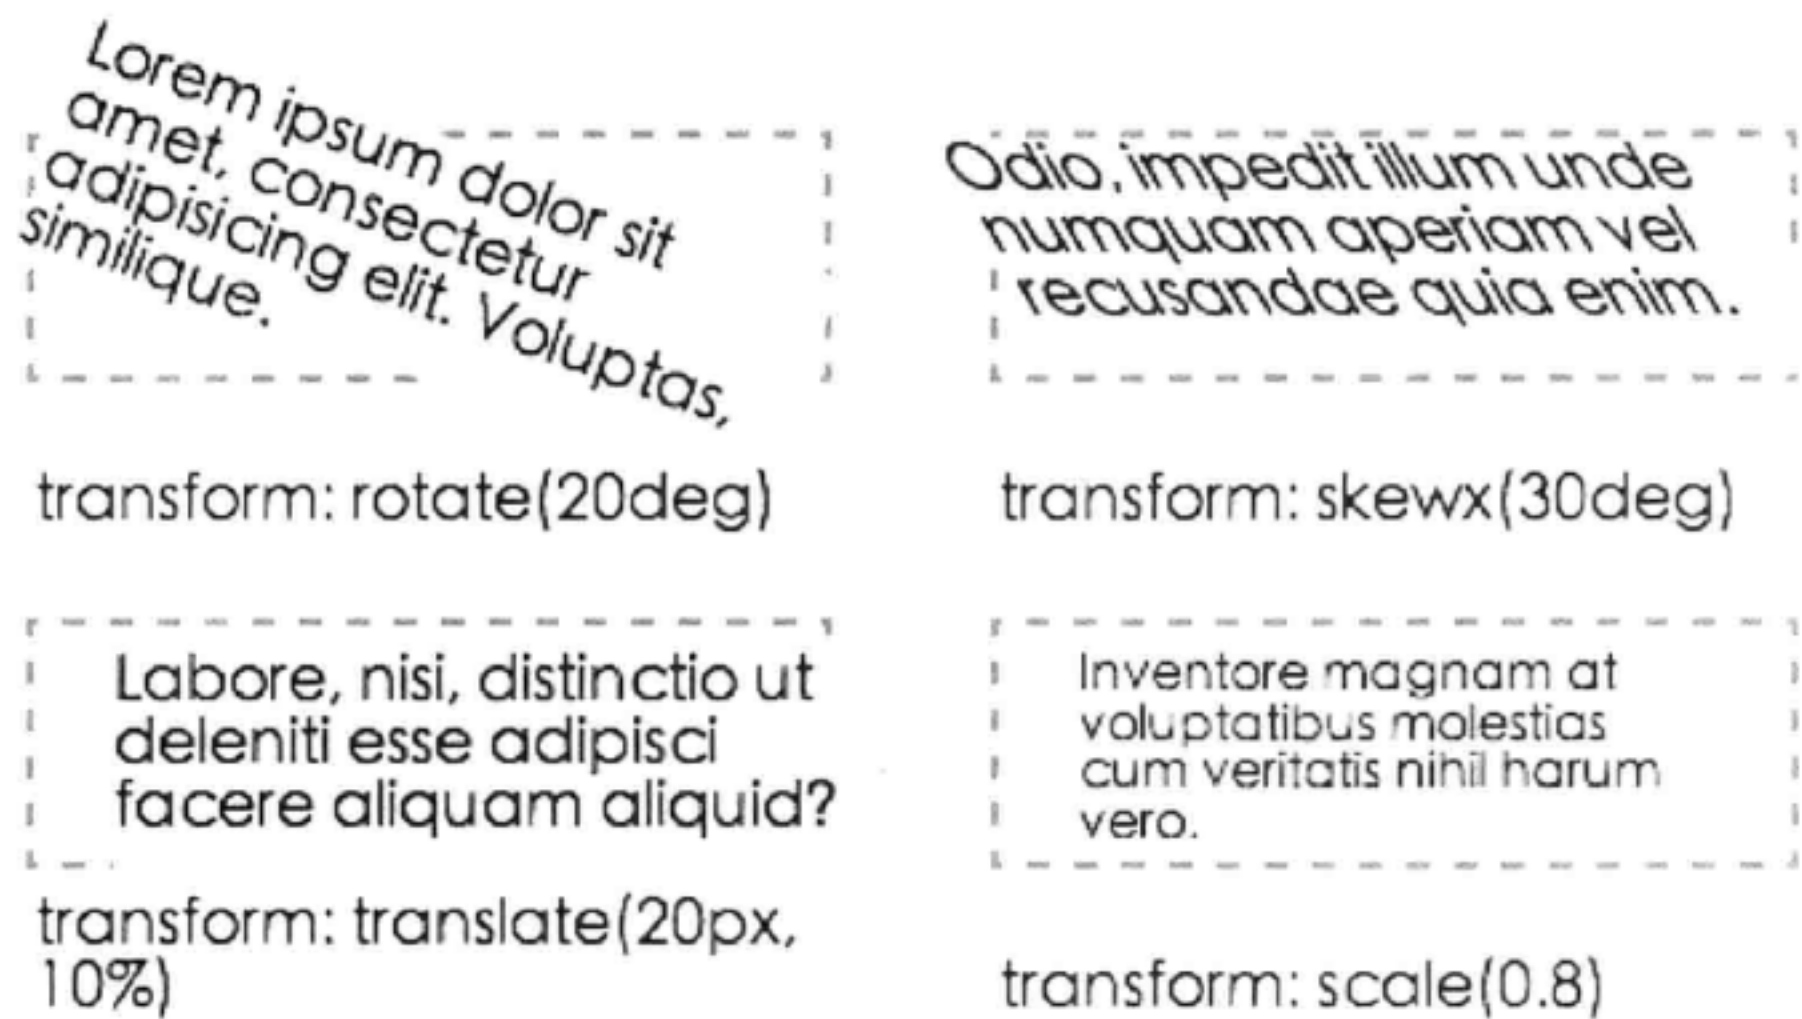 Lorem ipsum dolor sit
amet, consectetur
adipisicing elit. Voluptas,
similique.
transform: rotate(20deg)
Odio, impedit illum unde
numquam aperiam vel
recusandae quia enim.
transform: skewx(30deg)
Labore, nisi, distinctio ut
deleniti esse adipisci
facere aliquam aliquid?
transform: translate(20px,
10%)
Inventore magnam at
voluptatibus molestias
cum veritatis nihil harum
vero.
transform: scale(0.8)